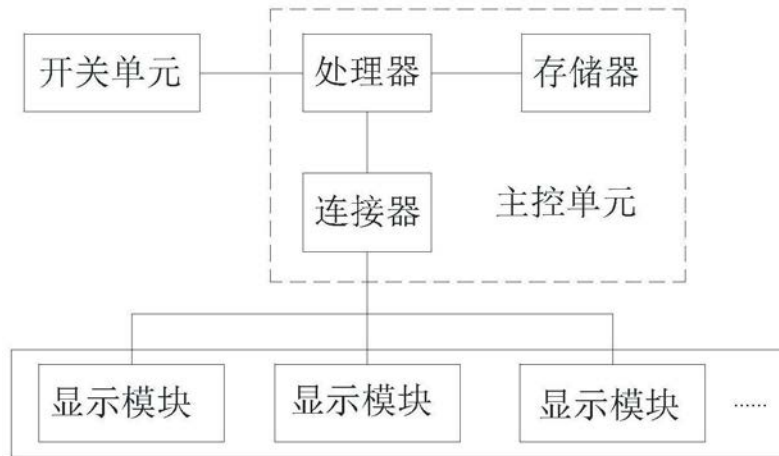 开关单元
处理器
存储器
连接器
主控单元
显示模块
显示模块
显示模块
......